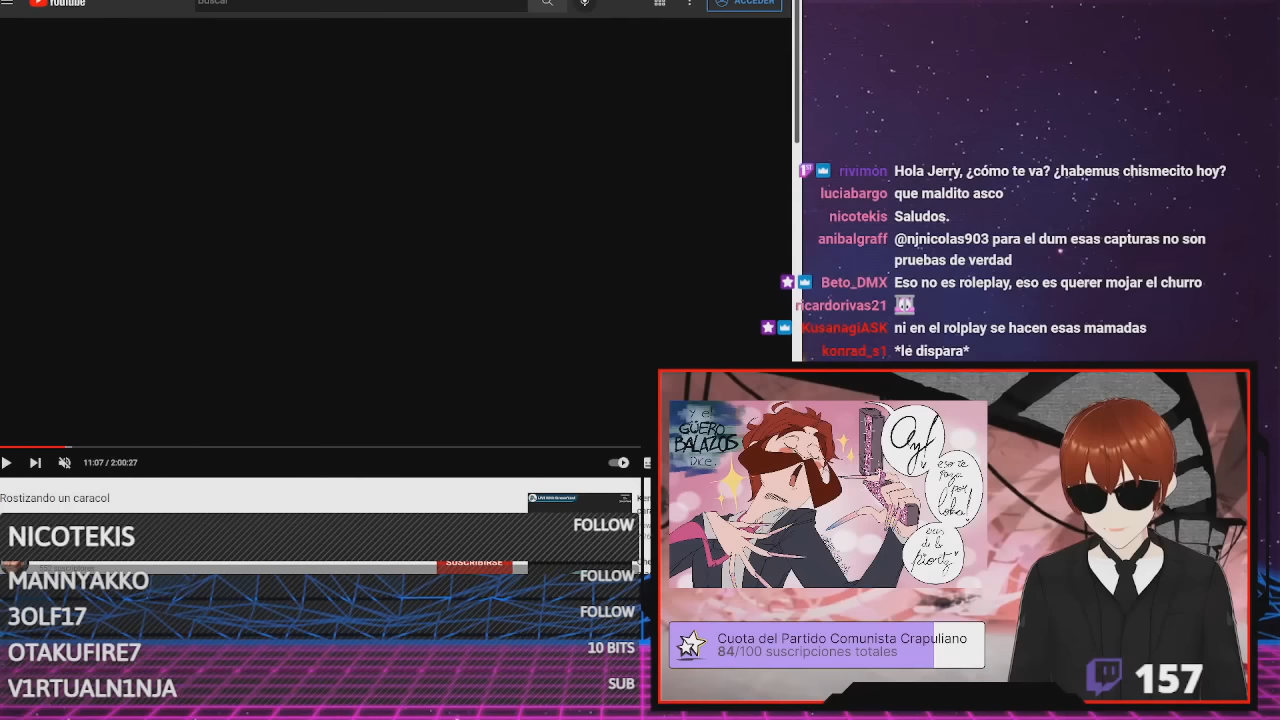 YouTube
Buscar
ACCEDER
rivimon Hola Jerry, ¿cómo te va? ¿habemus chismecito hoy?
luciabargo que maldito asco
nicotekis Saludos.
anibalgraff @njnicolas903 para el dum esas capturas no son
pruebas de verdad
Beto_DMX Eso no es roleplay, eso es querer mojar el churro
ricardorivas21
KusanagiASK ni en el rolplay se hacen esas mamadas
konrad_s1 *lé dispara*
y el
GÜERO
BALAZOS
Dice.
11:07 / 2:00:27
Rostizando un caracol
SUSCRIBIRSE
NICOTEKIS FOLLOW
MANNYAKKO FOLLOW
3OLF17 FOLLOW
OTAKUFIRE7 10 BITS
V1RTUALN1NJA SUB
Cuota del Partido Comunista Crapuliano
84/100 suscripciones totales
157